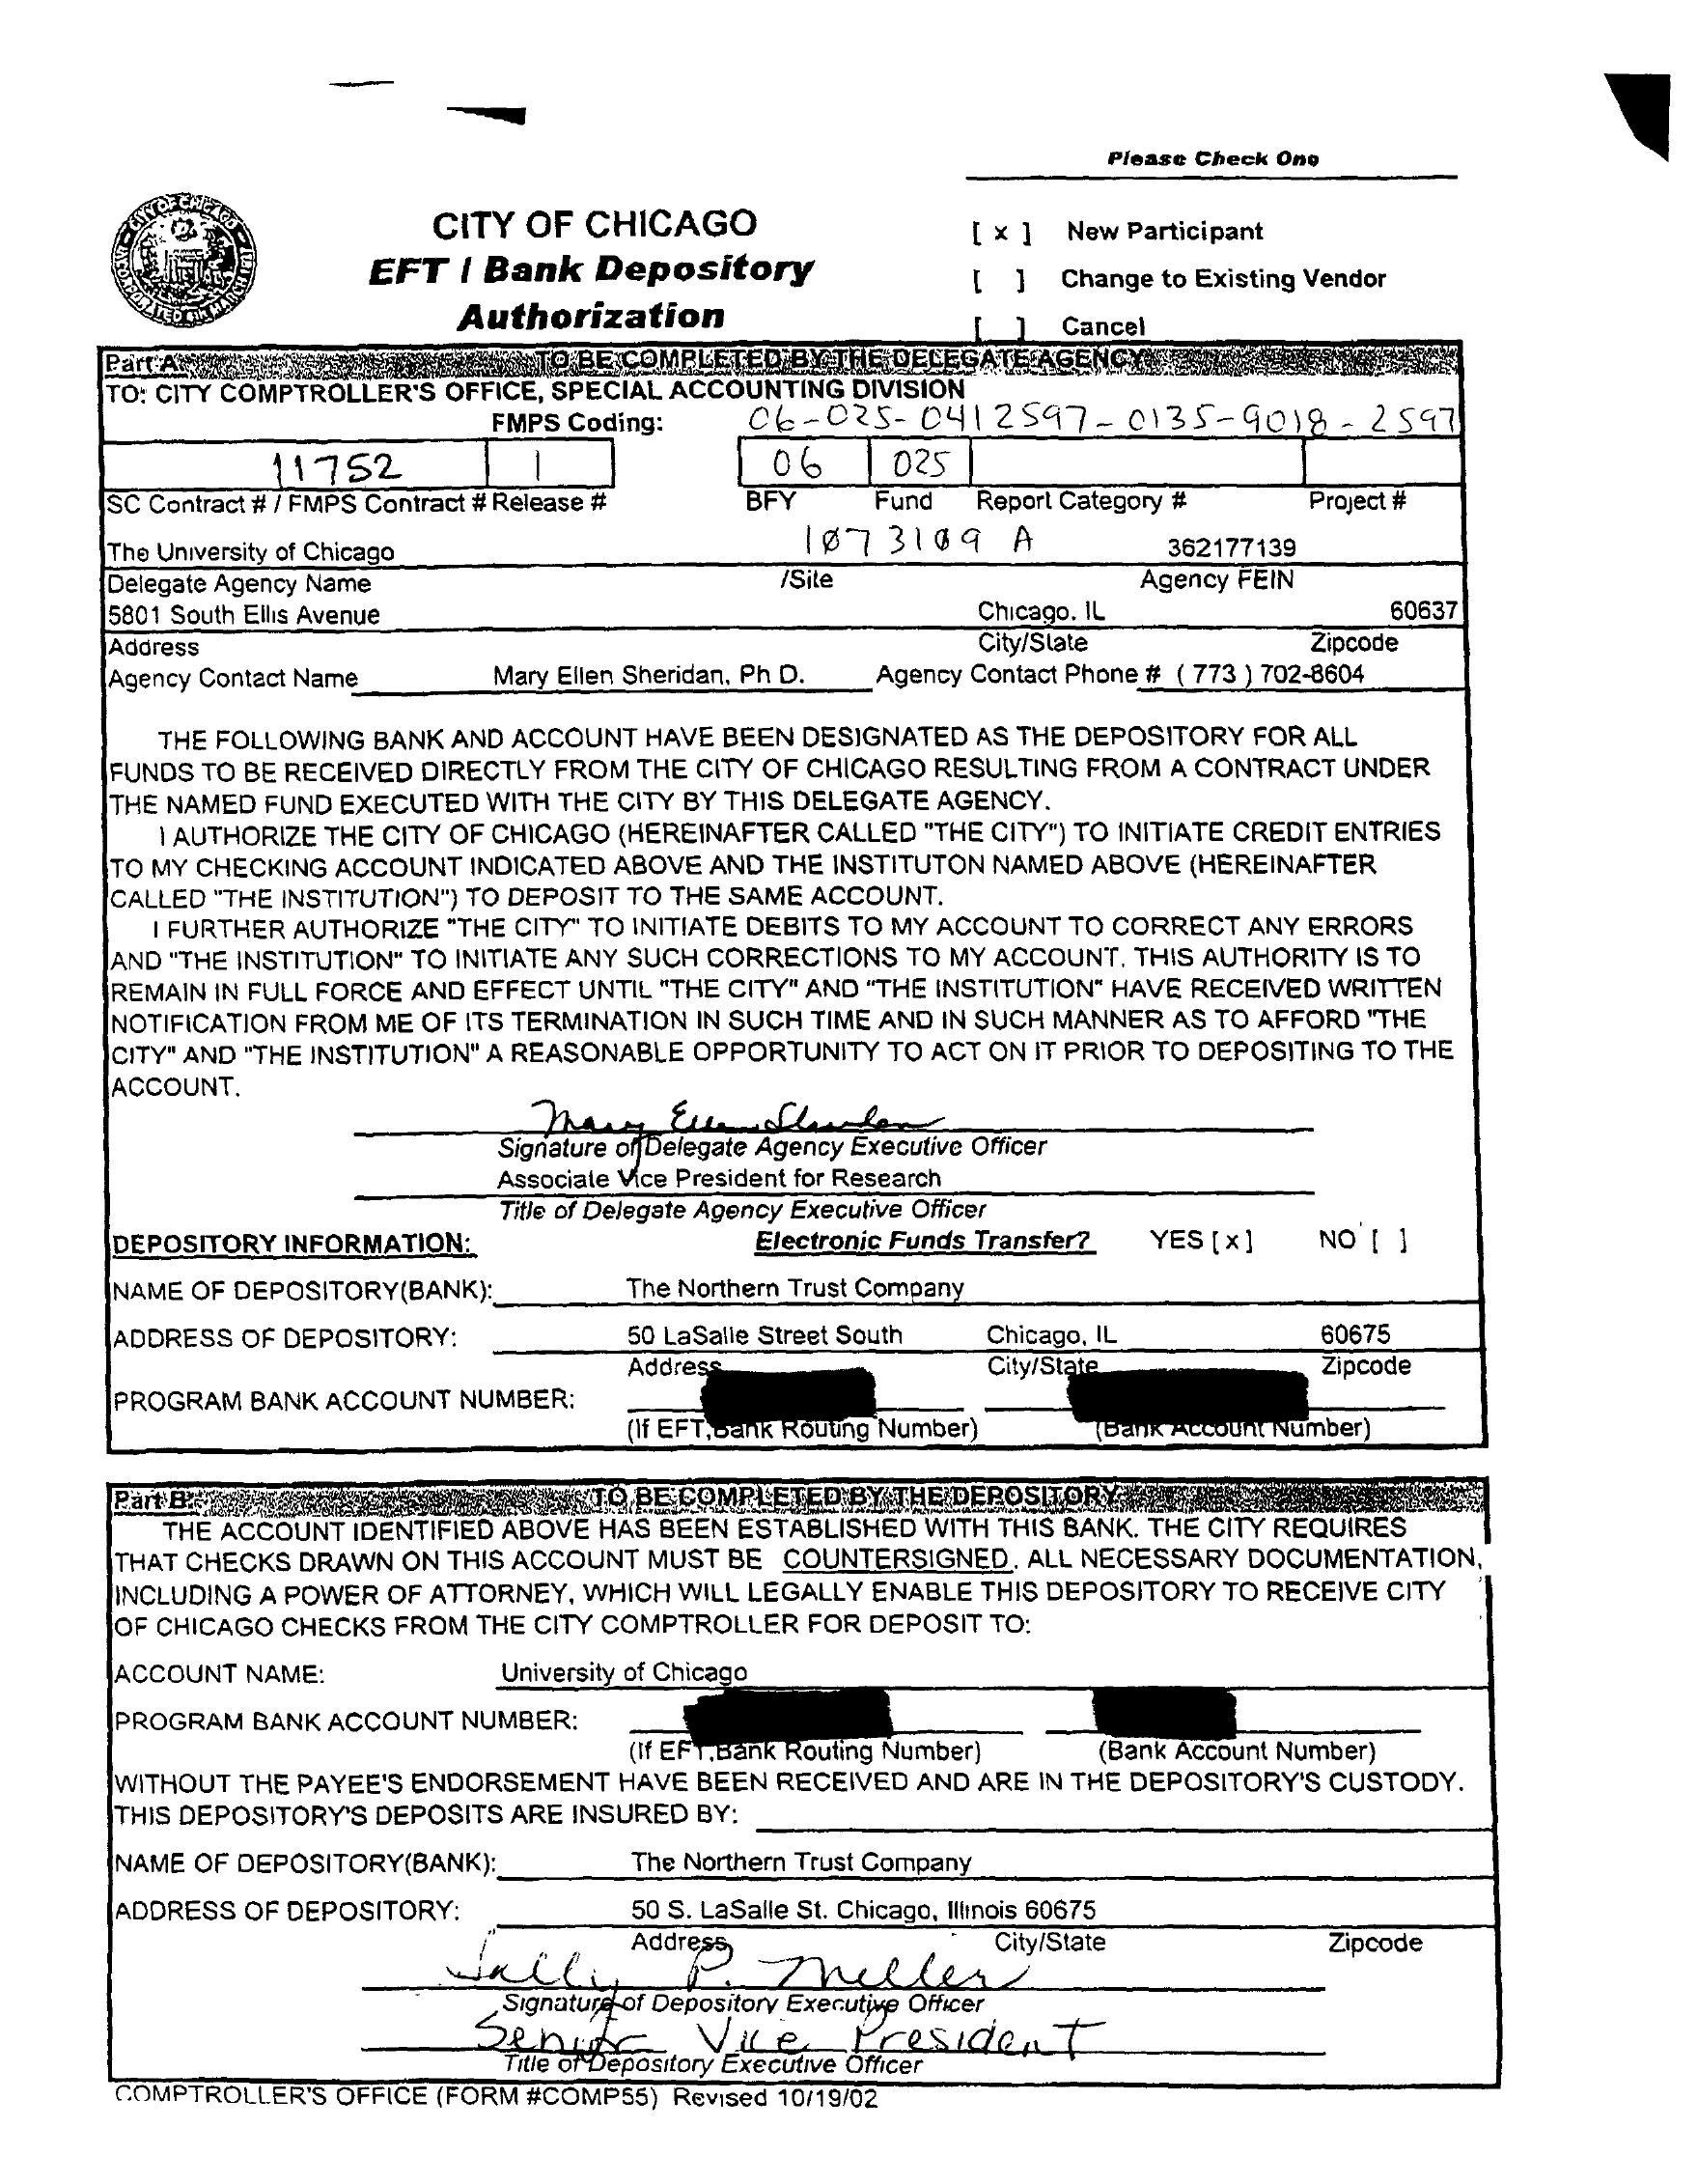 Please Check One
CITY OF CHICAGO
EFT / Bank Depository
Authorization
[ x ] New Participant
[ ] Change to Existing Vendor
[ ] Cancel
Part A TO BE COMPLETED BY THE DELEGATE AGENCY
TO: CITY COMPTROLLER'S OFFICE, SPECIAL ACCOUNTING DIVISION
FMPS Coding: 06-025-0412597-0135-9018-2597
11752 1 06 025
SC Contract # / FMPS Contract # Release # BFY Fund Report Category # Project #
The University of Chicago 1073109 A 362177139
Delegate Agency Name /Site Agency FEIN
5801 South Ellis Avenue Chicago, IL 60637
Address City/State Zipcode
Agency Contact Name Mary Ellen Sheridan, Ph D. Agency Contact Phone # ( 773 ) 702-8604
THE FOLLOWING BANK AND ACCOUNT HAVE BEEN DESIGNATED AS THE DEPOSITORY FOR ALL
FUNDS TO BE RECEIVED DIRECTLY FROM THE CITY OF CHICAGO RESULTING FROM A CONTRACT UNDER
THE NAMED FUND EXECUTED WITH THE CITY BY THIS DELEGATE AGENCY.
I AUTHORIZE THE CITY OF CHICAGO (HEREINAFTER CALLED "THE CITY") TO INITIATE CREDIT ENTRIES
TO MY CHECKING ACCOUNT INDICATED ABOVE AND THE INSTITUTON NAMED ABOVE (HEREINAFTER
CALLED "THE INSTITUTION") TO DEPOSIT TO THE SAME ACCOUNT.
I FURTHER AUTHORIZE "THE CITY" TO INITIATE DEBITS TO MY ACCOUNT TO CORRECT ANY ERRORS
AND "THE INSTITUTION" TO INITIATE ANY SUCH CORRECTIONS TO MY ACCOUNT. THIS AUTHORITY IS TO
REMAIN IN FULL FORCE AND EFFECT UNTIL "THE CITY" AND "THE INSTITUTION" HAVE RECEIVED WRITTEN
NOTIFICATION FROM ME OF ITS TERMINATION IN SUCH TIME AND IN SUCH MANNER AS TO AFFORD "THE
CITY" AND "THE INSTITUTION" A REASONABLE OPPORTUNITY TO ACT ON IT PRIOR TO DEPOSITING TO THE
ACCOUNT.
Mary Ellen Sheridan
Signature of Delegate Agency Executive Officer
Associate Vice President for Research
Title of Delegate Agency Executive Officer
DEPOSITORY INFORMATION: Electronic Funds Transfer? YES [ x ] NO [ ]
NAME OF DEPOSITORY(BANK): The Northern Trust Company
ADDRESS OF DEPOSITORY: 50 LaSalle Street South Chicago, IL 60675
Address City/State Zipcode
PROGRAM BANK ACCOUNT NUMBER:
(If EFT,Bank Routing Number) (Bank Account Number)
Part B: TO BE COMPLETED BY THE DEPOSITORY
THE ACCOUNT IDENTIFIED ABOVE HAS BEEN ESTABLISHED WITH THIS BANK. THE CITY REQUIRES
THAT CHECKS DRAWN ON THIS ACCOUNT MUST BE COUNTERSIGNED. ALL NECESSARY DOCUMENTATION,
INCLUDING A POWER OF ATTORNEY, WHICH WILL LEGALLY ENABLE THIS DEPOSITORY TO RECEIVE CITY
OF CHICAGO CHECKS FROM THE CITY COMPTROLLER FOR DEPOSIT TO:
ACCOUNT NAME: University of Chicago
PROGRAM BANK ACCOUNT NUMBER:
(If EFT,Bank Routing Number) (Bank Account Number)
WITHOUT THE PAYEE'S ENDORSEMENT HAVE BEEN RECEIVED AND ARE IN THE DEPOSITORY'S CUSTODY.
THIS DEPOSITORY'S DEPOSITS ARE INSURED BY:
NAME OF DEPOSITORY(BANK): The Northern Trust Company
ADDRESS OF DEPOSITORY: 50 S. LaSalle St. Chicago, Illinois 60675
Address City/State Zipcode
Sally P. Miller
Signature of Depository Executive Officer
Senior Vice President
Title of Depository Executive Officer
COMPTROLLER'S OFFICE (FORM #COMP55) Revised 10/19/02